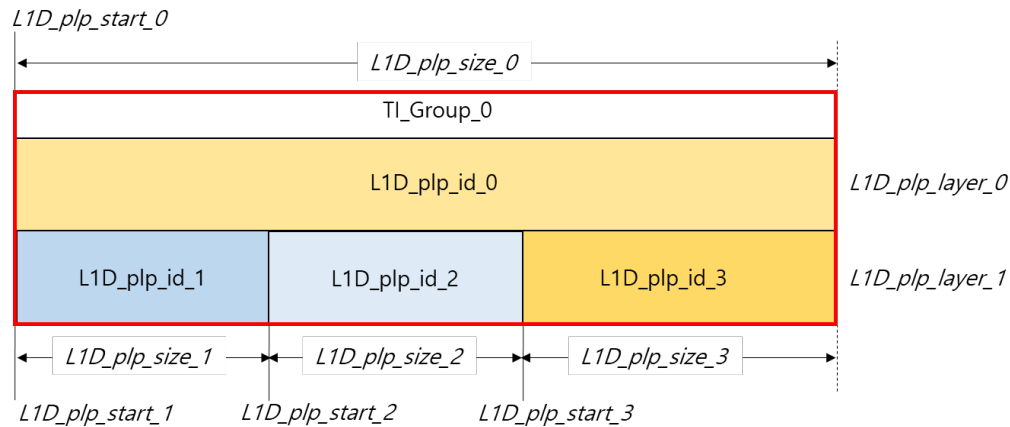 L1D_plp_start_0
L1D_plp_size_0
TI_Group_0
L1D_plp_id_0
L1D_plp_layer_0
L1D_plp_id_1
L1D_plp_id_2
L1D_plp_id_3
L1D_plp_layer_1
L1D_plp_size_1
L1D_plp_size_2
L1D_plp_size_3
L1D_plp_start_1
L1D_plp_start_2
L1D_plp_start_3